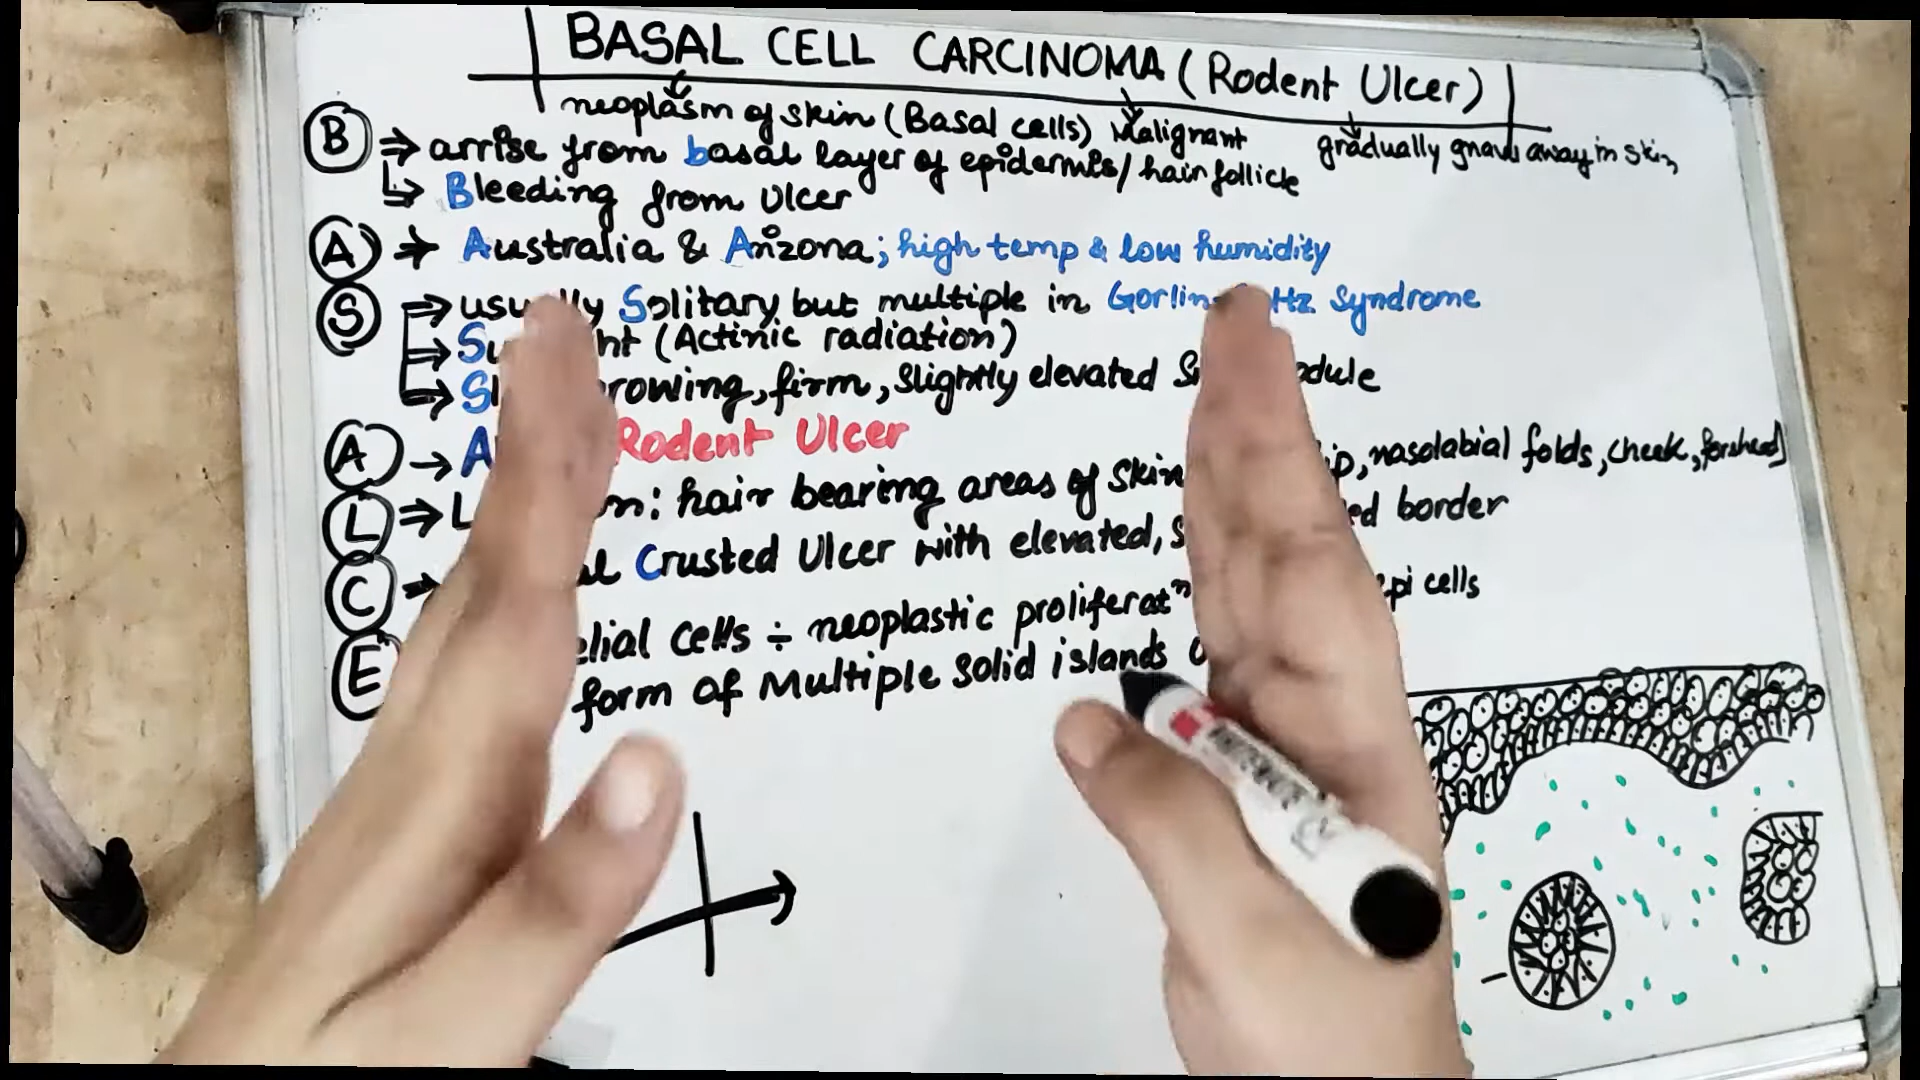 BASAL CELL CARCINOMA (Rodent Ulcer)
neoplasm of skin (Basal cells) Malignant gradually gnaw away in skin
B ⇒ arrise from basal layer of epidermis/hair follicle
↳ Bleeding from Ulcer
A → Australia & Arizona; high temp & low humidity
S ⇒ Solitary but multiple in Syndrome
⇒ (Actinic radiation)
⇒ rowing, firm, slightly elevated
A → Rodent Ulcer
L ⇒ : hair bearing areas of skin nasolabial folds, cheek, forehead
C → Crusted Ulcer with elevated, border
E cells ÷ neoplastic proliferatⁿ epi cells
form of Multiple solid islands